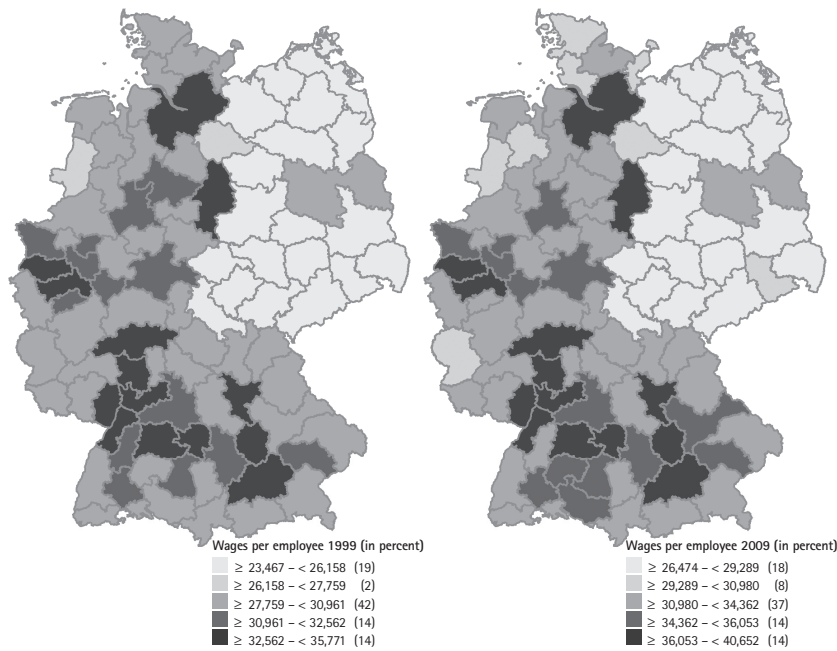 Wages per employee 1999 (in percent)
≥ 23,467 – < 26,158 (19)
≥ 26,158 – < 27,759 (2)
≥ 27,759 – < 30,961 (42)
≥ 30,961 – < 32,562 (14)
≥ 32,562 – < 35,771 (14)
Wages per employee 2009 (in percent)
≥ 26,474 – < 29,289 (18)
≥ 29,289 – < 30,980 (8)
≥ 30,980 – < 34,362 (37)
≥ 34,362 – < 36,053 (14)
≥ 36,053 – < 40,652 (14)